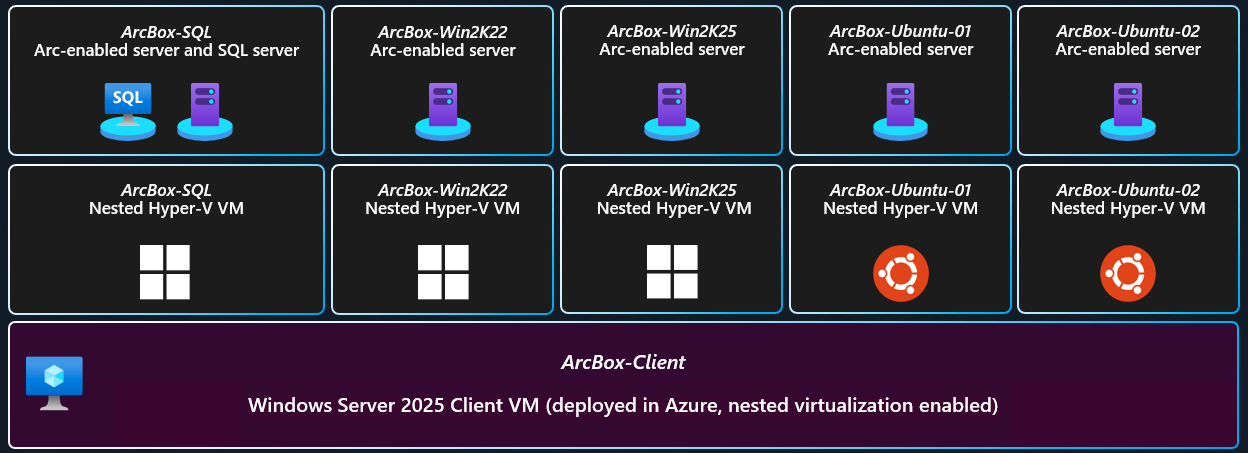 ArcBox-SQL
Arc-enabled server and SQL server
SQL
ArcBox-Win2K22
Arc-enabled server
ArcBox-Win2K25
Arc-enabled server
ArcBox-Ubuntu-01
Arc-enabled server
ArcBox-Ubuntu-02
Arc-enabled server
ArcBox-SQL
Nested Hyper-V VM
ArcBox-Win2K22
Nested Hyper-V VM
ArcBox-Win2K25
Nested Hyper-V VM
ArcBox-Ubuntu-01
Nested Hyper-V VM
ArcBox-Ubuntu-02
Nested Hyper-V VM
ArcBox-Client
Windows Server 2025 Client VM (deployed in Azure, nested virtualization enabled)